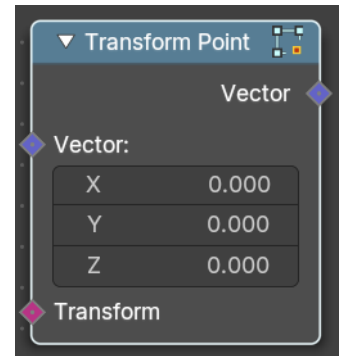 Transform Point
Vector
Vector:
X 0.000
Y 0.000
Z 0.000
Transform